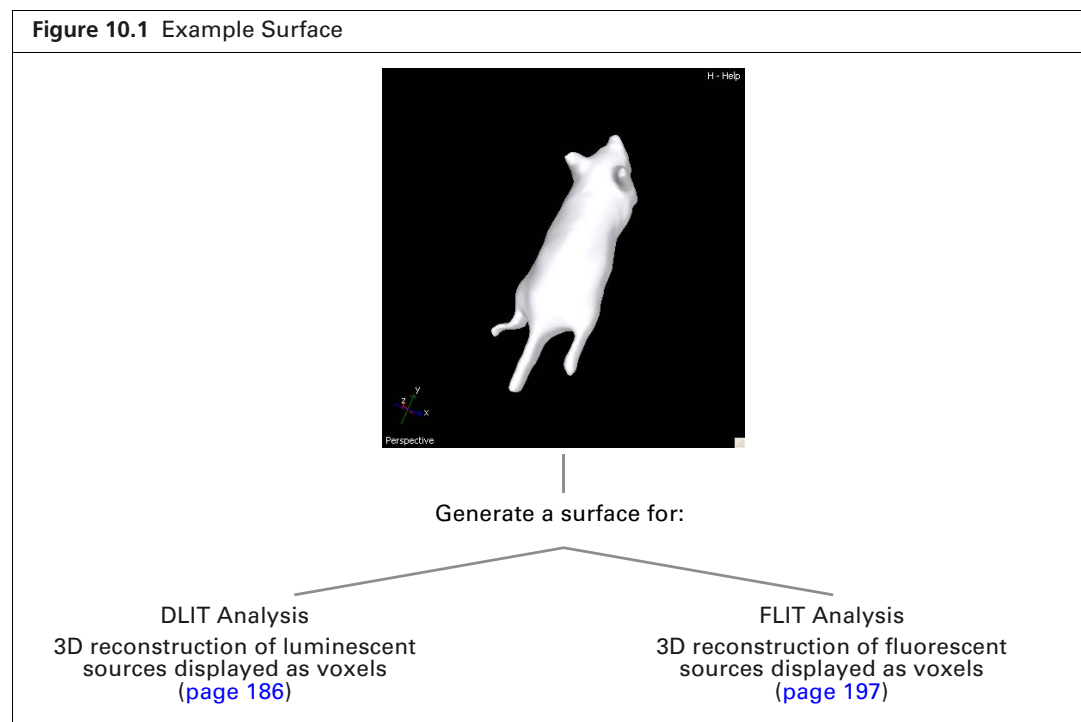 Figure 10.1 Example Surface
H - Help
y
z
x
Perspective
Generate a surface for:
DLIT Analysis
3D reconstruction of luminescent
sources displayed as voxels
(page 186)
FLIT Analysis
3D reconstruction of fluorescent
sources displayed as voxels
(page 197)